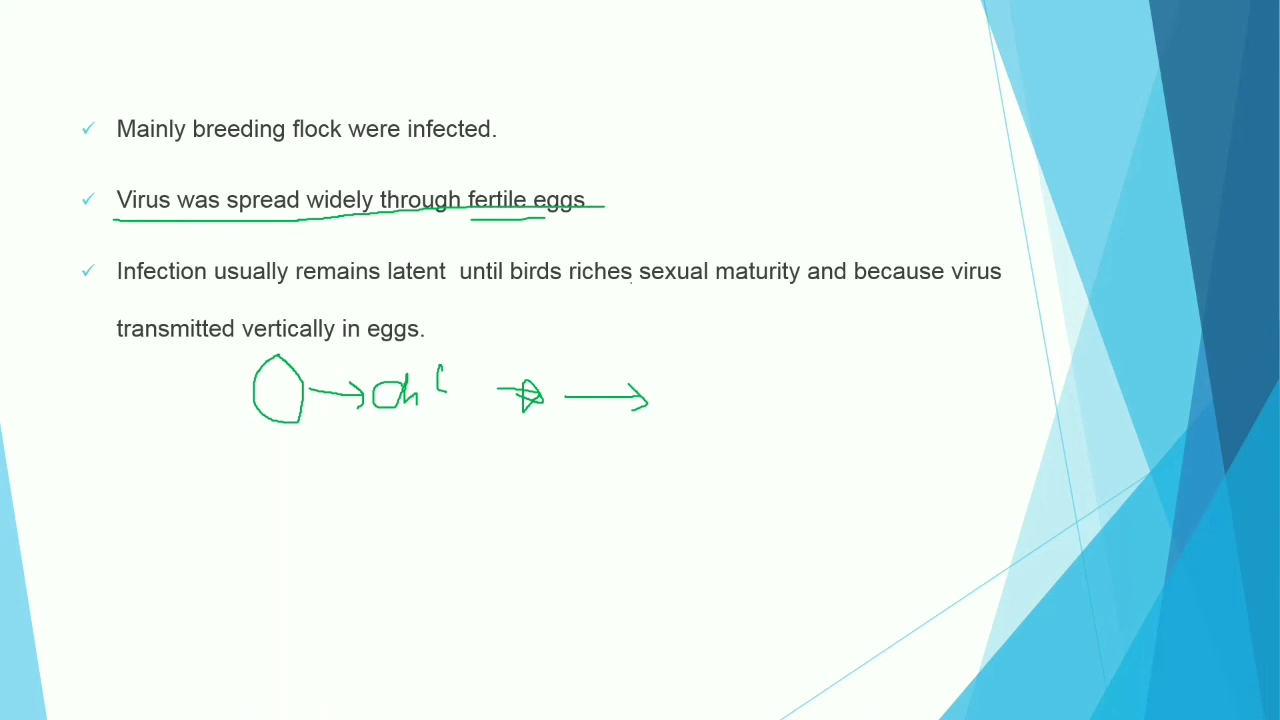 Mainly breeding flock were infected.
Virus was spread widely through fertile eggs
Infection usually remains latent until birds riches sexual maturity and because virus
transmitted vertically in eggs.